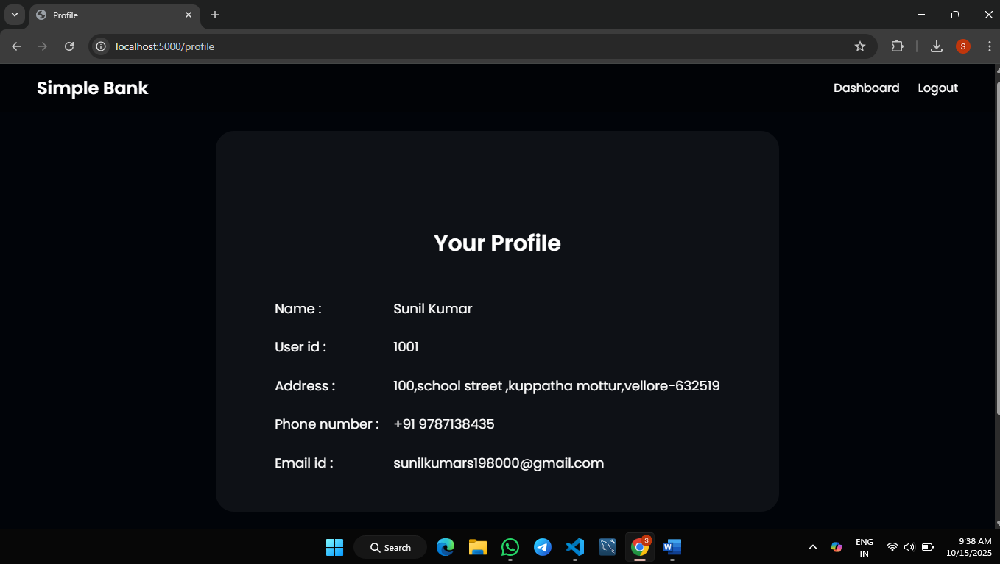 Profile
localhost:5000/profile
S
Simple Bank
Dashboard
Logout
Your Profile
Name : Sunil Kumar
User id : 1001
Address : 100,school street ,kuppatha mottur,vellore-632519
Phone number : +91 9787138435
Email id : sunilkumars198000@gmail.com
Search
S
W
ENG
IN
9:38 AM
10/15/2025